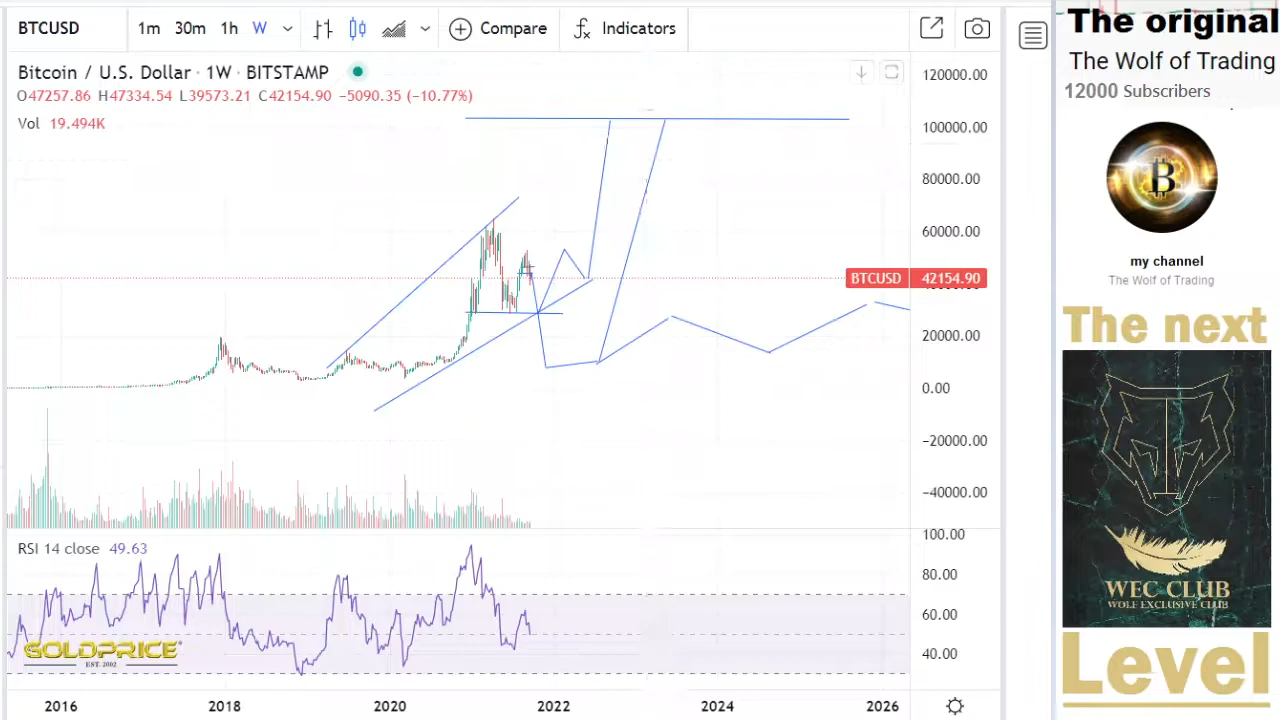 BTCUSD
1m 30m 1h W
Compare
Indicators
Bitcoin / U.S. Dollar · 1W · BITSTAMP
O47257.86 H47334.54 L39573.21 C42154.90 −5090.35 (−10.77%)
Vol 19.494K
120000.00
100000.00
80000.00
60000.00
BTCUSD 42154.90
20000.00
0.00
−20000.00
−40000.00
RSI 14 close 49.63
100.00
80.00
60.00
40.00
GOLDPRICE
EST. 2002
2016 2018 2020 2022 2024 2026
The original
The Wolf of Trading
12000 Subscribers
B
my channel
The Wolf of Trading
The next
WEC CLUB
WOLF EXCLUSIVE CLUB
Level